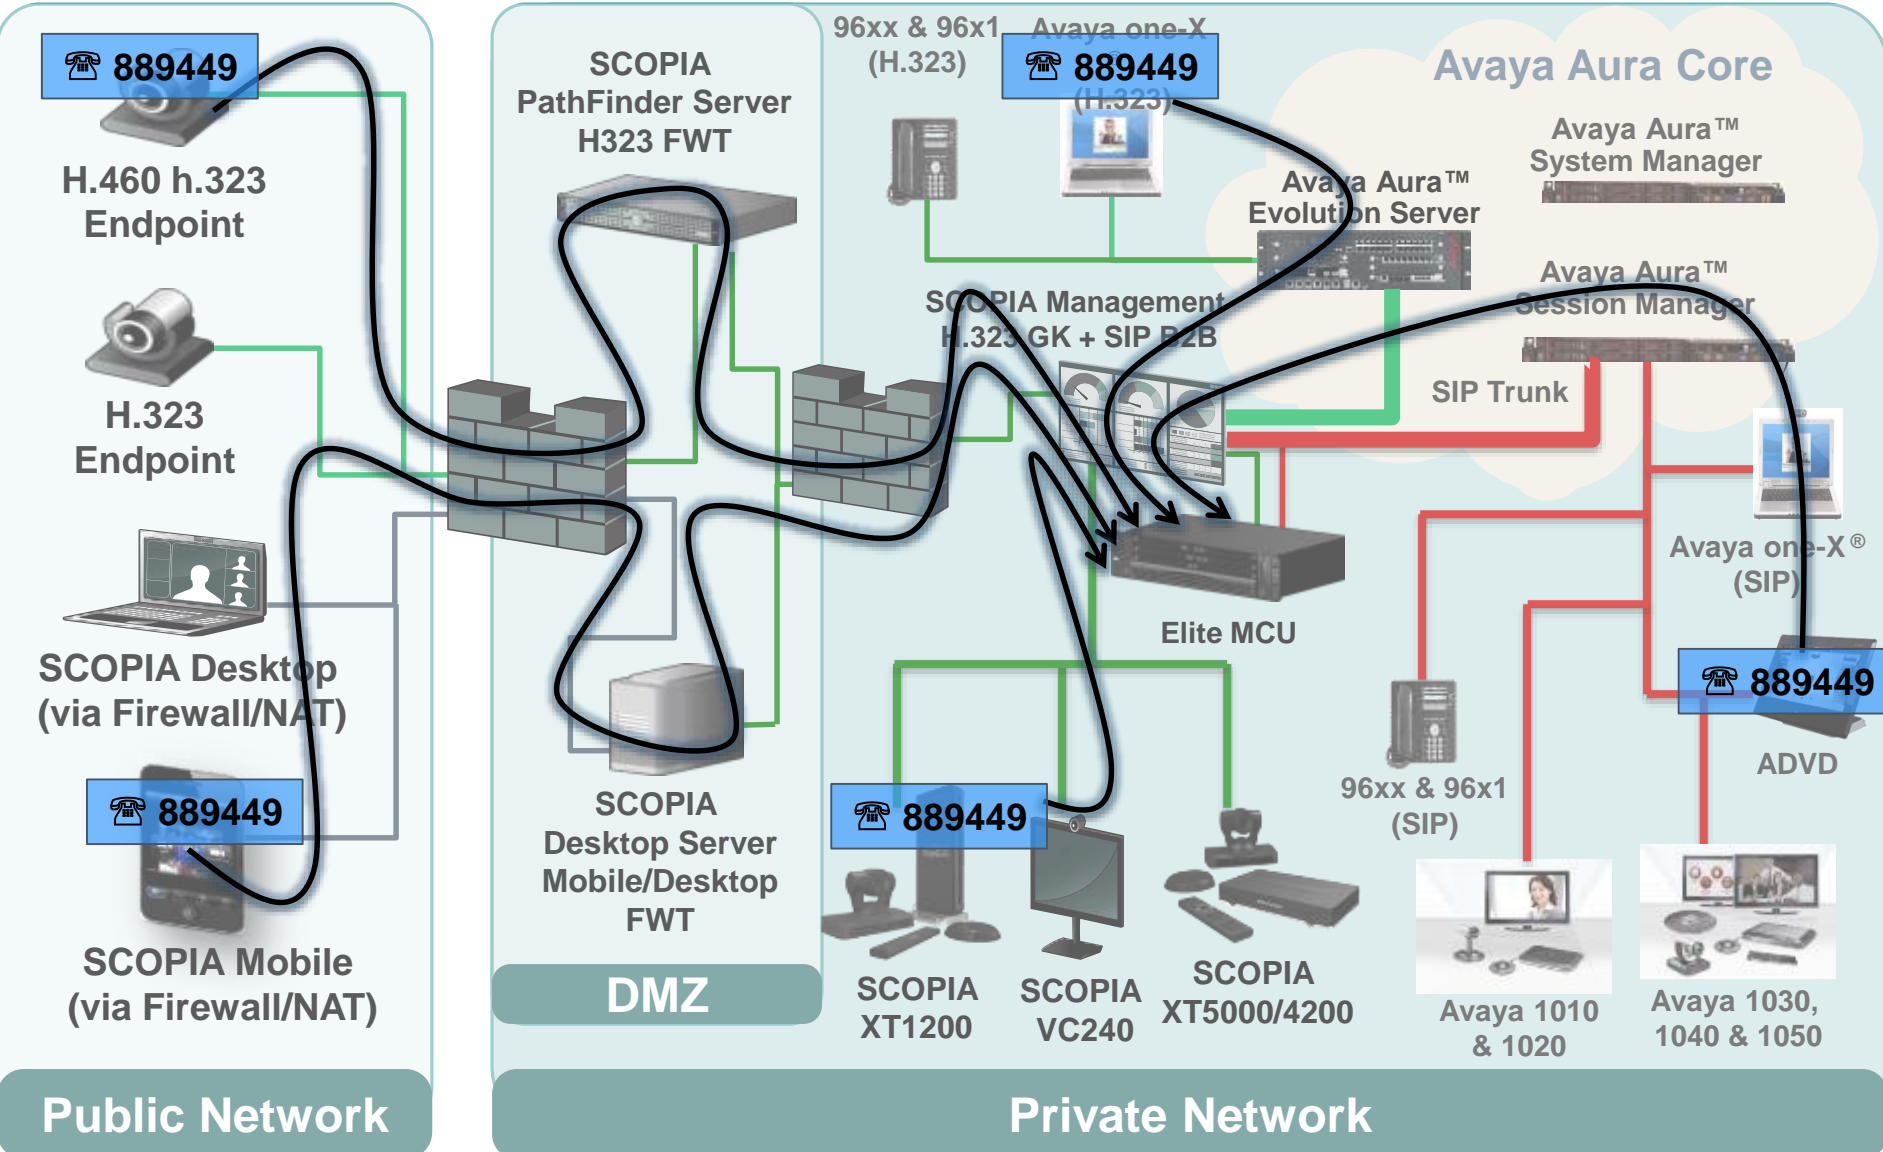 ☎ 889449
H.460 h.323
Endpoint
H.323
Endpoint
SCOPIA Desktop
(via Firewall/NAT)
☎ 889449
SCOPIA Mobile
(via Firewall/NAT)
Public Network
SCOPIA
PathFinder Server
H323 FWT
SCOPIA
Desktop Server
Mobile/Desktop
FWT
DMZ
96xx & 96x1
(H.323)
Avaya one-X
☎ 889449
(H.323)
Avaya Aura Core
Avaya Aura™
System Manager
Avaya Aura™
Evolution Server
Avaya Aura™
Session Manager
SCOPIA Management
H.323 GK + SIP B2B
SIP Trunk
Elite MCU
Avaya one-X®
(SIP)
☎ 889449
ADVD
96xx & 96x1
(SIP)
☎ 889449
SCOPIA
XT1200
SCOPIA
VC240
SCOPIA
XT5000/4200
Avaya 1010
& 1020
Avaya 1030,
1040 & 1050
Private Network